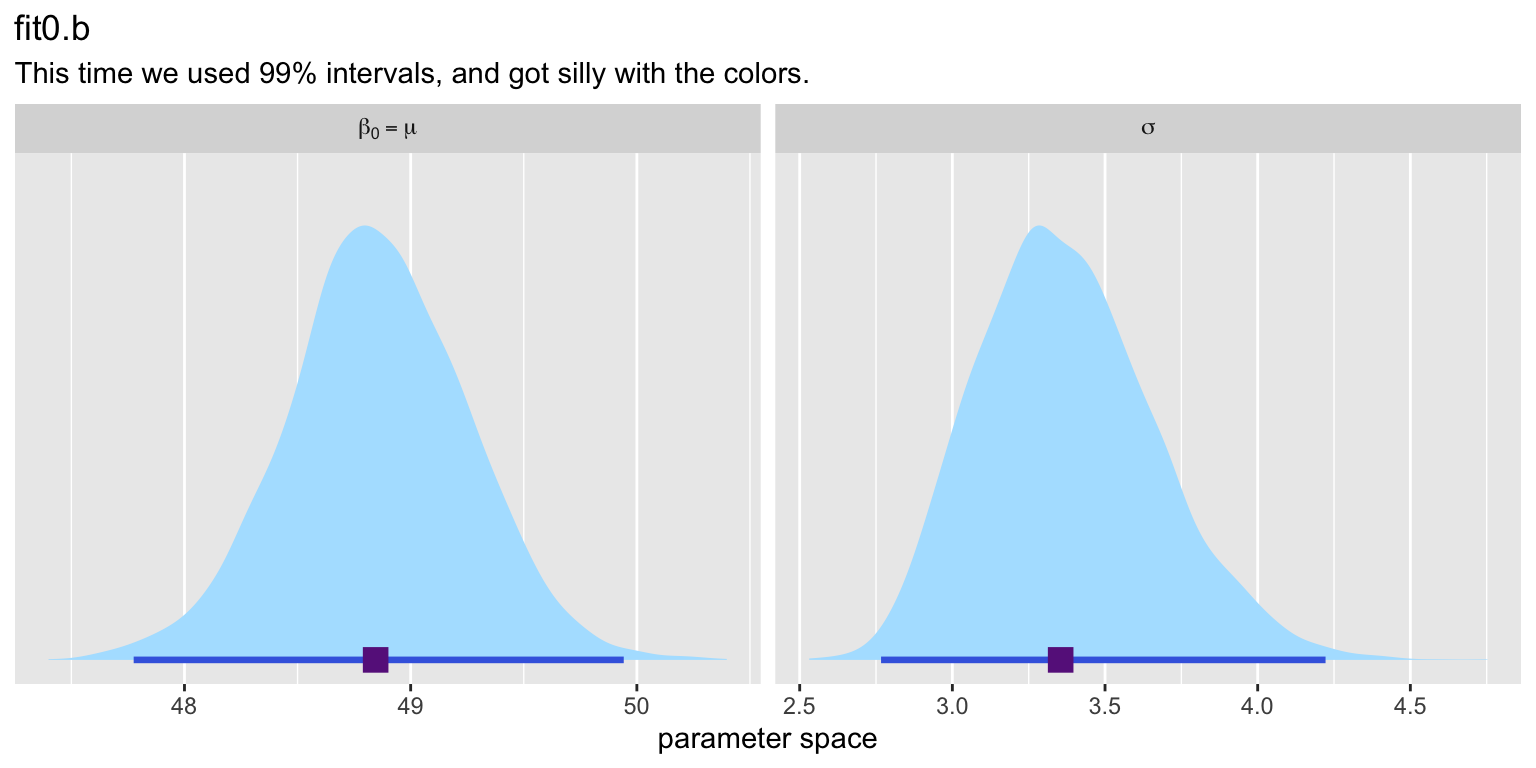 fit0.b
This time we used 99% intervals, and got silly with the colors.
β₀ = μ
σ
48 49 50
2.5 3.0 3.5 4.0 4.5
parameter space